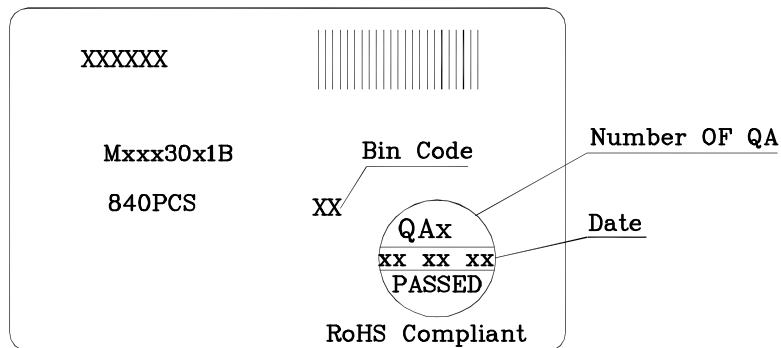 XXXXXX
Mxxx30x1B
Bin Code
Number OF QA
840PCS
XX
QAx
Date
xx xx xx
PASSED
RoHS Compliant